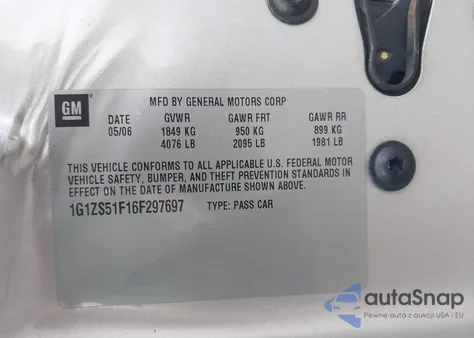 GM
MFD BY GENERAL MOTORS CORP
DATE GVWR GAWR FRT GAWR RR
05/06 1849 KG 950 KG 899 KG
4076 LB 2095 LB 1981 LB
THIS VEHICLE CONFORMS TO ALL APPLICABLE U.S. FEDERAL MOTOR
VEHICLE SAFETY, BUMPER, AND THEFT PREVENTION STANDARDS IN
EFFECT ON THE DATE OF MANUFACTURE SHOWN ABOVE.
1G1ZS51F16F297697 TYPE: PASS CAR
autoSnap
Pewne auta z aukcji USA i EU